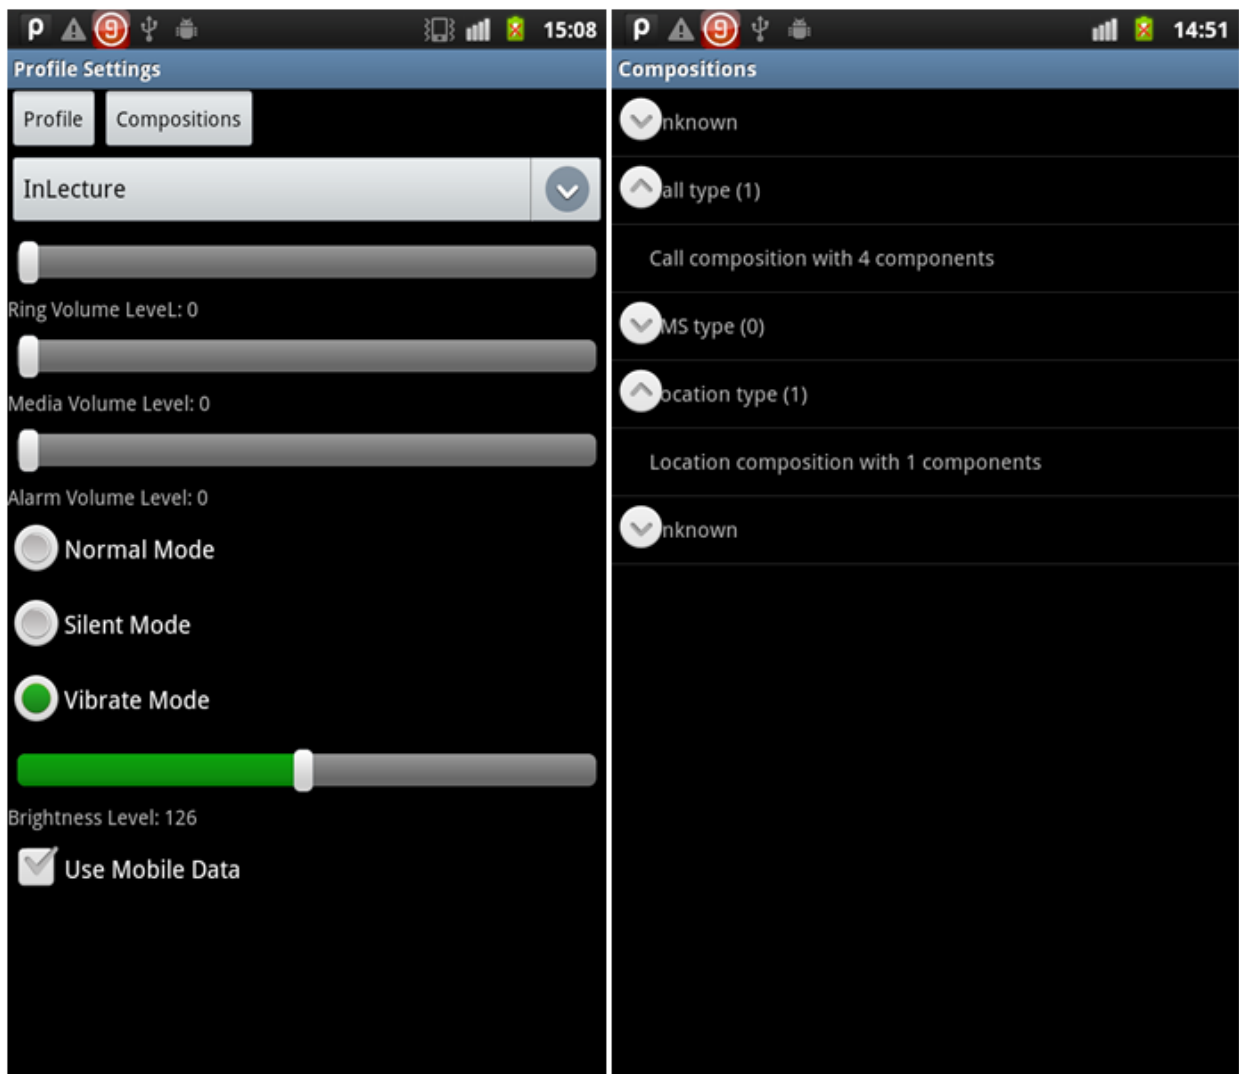 15:08
Profile Settings
Profile Compositions
InLecture
Ring Volume LeveL: 0
Media Volume Level: 0
Alarm Volume Level: 0
Normal Mode
Silent Mode
Vibrate Mode
Brightness Level: 126
Use Mobile Data
9 14:51
Compositions
nknown
all type (1)
Call composition with 4 components
MS type (0)
ocation type (1)
Location composition with 1 components
nknown